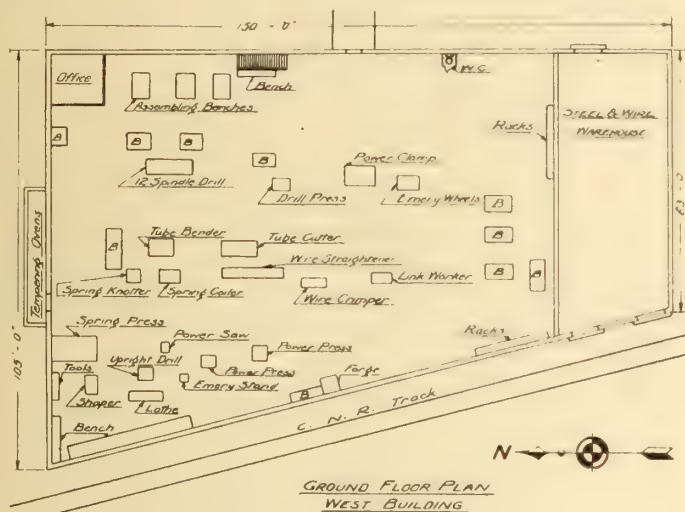 150'-0"
Office
Assembling Benches
Bench
W.C.
STEEL & WIRE
WAREHOUSE
Racks
63'-0"
B
B
B
B
Power Clamp
12 Spindle Drill
Drill Press
Emery Wheels
B
B
B
B
B
Tempering Ovens
Tube Bender
Tube Cutter
Wire Straightener
Spring Knotter
Spring Coiler
Wire Camper
Link Worker
105'-0"
Spring Press
Power Saw
Power Press
Racks
Tools
Upright Drill
Power Press
Forge
Shaper
Emery Stand
Lathe
B
C. N. R. Track
Bench
N
GROUND FLOOR PLAN
WEST BUILDING